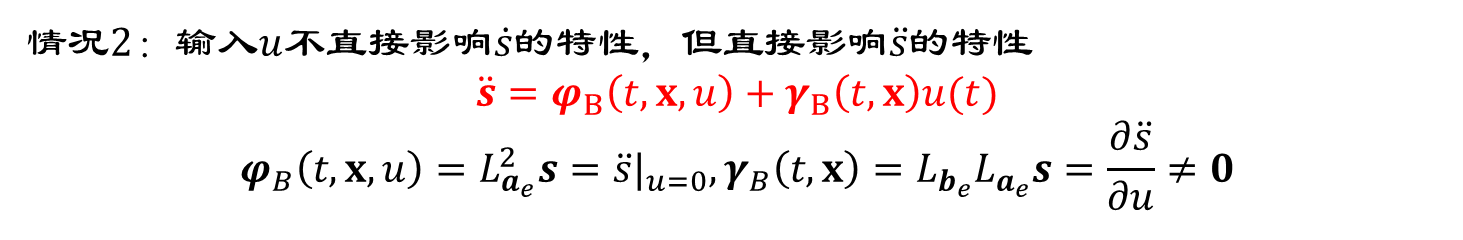 情况2：输入u不直接影响ṡ的特性，但直接影响s̈的特性
s̈ = φ_B(t, x, u) + γ_B(t, x)u(t)
φ_B(t, x, u) = L²_{a_e} s = s̈|_{u=0}, γ_B(t, x) = L_{b_e} L_{a_e} s = ∂s̈/∂u ≠ 0